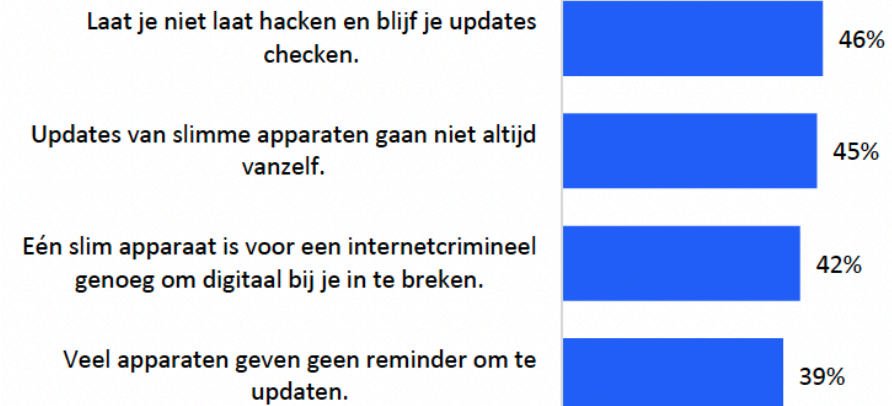 Laat je niet laat hacken en blijf je updates
checken.
46%
Updates van slimme apparaten gaan niet altijd
vanzelf.
45%
Eén slim apparaat is voor een internetcrimineel
genoeg om digitaal bij je in te breken.
42%
Veel apparaten geven geen reminder om te
updaten.
39%